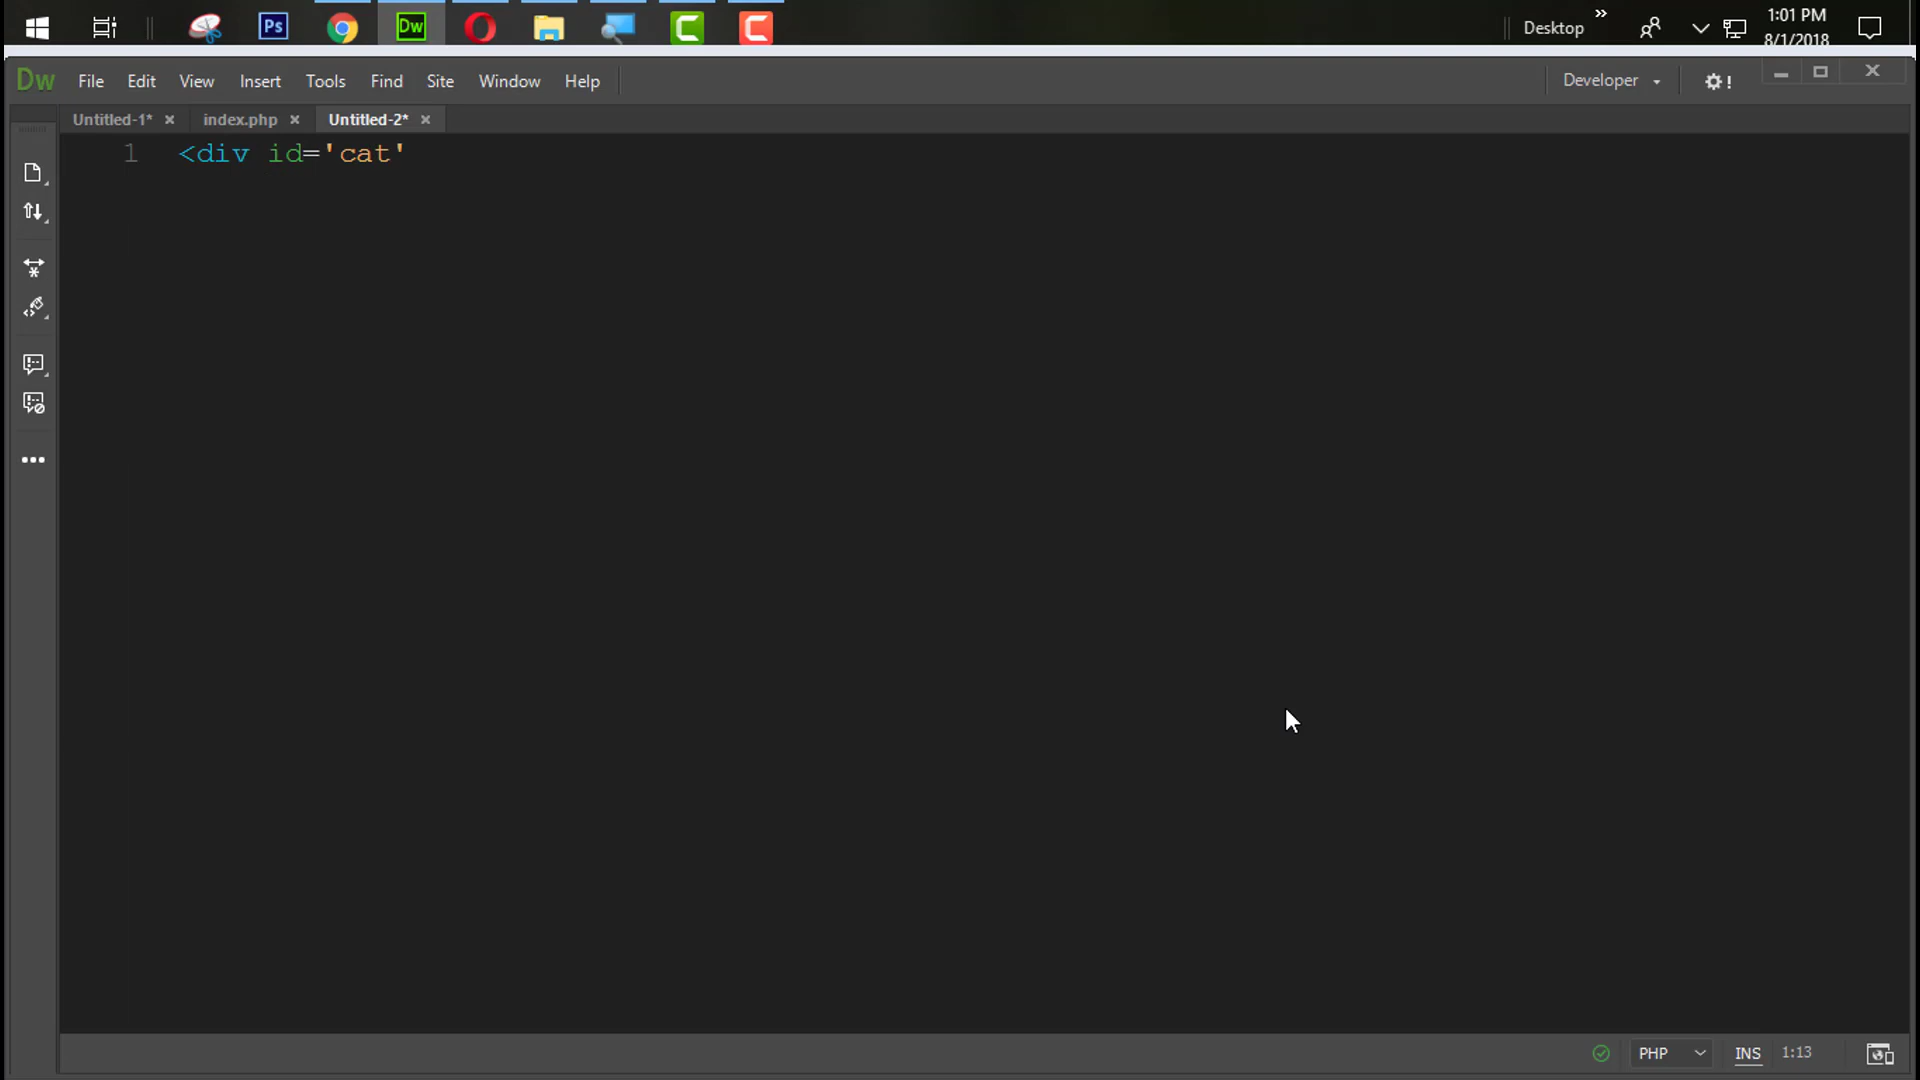 Ps
Dw
Desktop
»
1:01 PM
8/1/2018
Dw
File Edit View Insert Tools Find Site Window Help
Developer
!
Untitled-1* × index.php × Untitled-2* ×
1 <div id='cat'
PHP INS 1:13